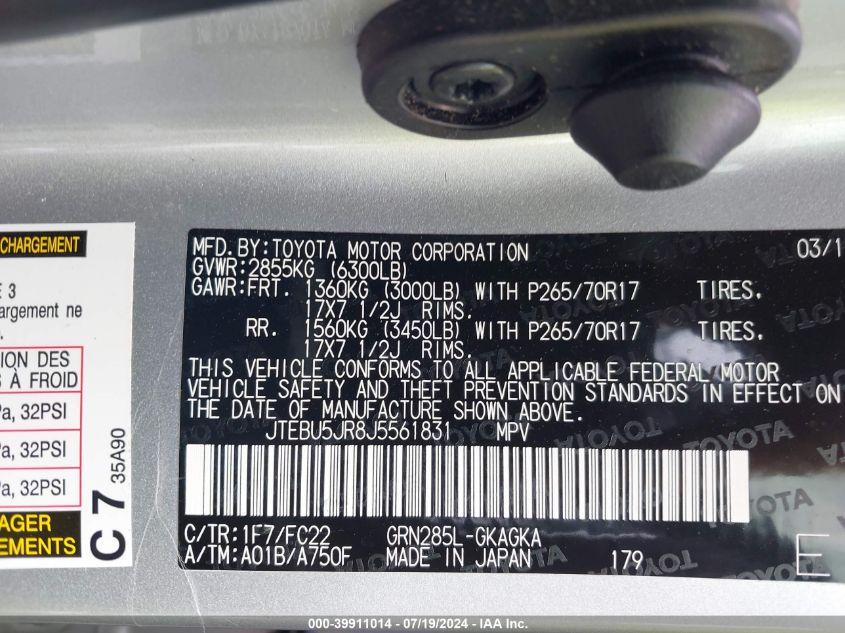 CHARGEMENT
E 3
argement ne
ION DES
À FROID
Pa, 32PSI
Pa, 32PSI
Pa, 32PSI
AGER
EMENTS
C 7
35A90
MFD. BY: TOYOTA MOTOR CORPORATION 03/1
GVWR: 2855KG (6300LB)
GAWR: FRT. 1360KG (3000LB) WITH P265/70R17 TIRES.
17X7 1/2J RIMS.
RR. 1560KG (3450LB) WITH P265/70R17 TIRES.
17X7 1/2J RIMS.
THIS VEHICLE CONFORMS TO ALL APPLICABLE FEDERAL MOTOR
VEHICLE SAFETY AND THEFT PREVENTION STANDARDS IN EFFECT ON
THE DATE OF MANUFACTURE SHOWN ABOVE.
JTEBU5JR8J5561831 MPV
C/TR: 1F7/FC22 GRN285L-GKAGKA
A/TM: A01B/A750F MADE IN JAPAN 179 E
000-39911014 - 07/19/2024 - IAA Inc.